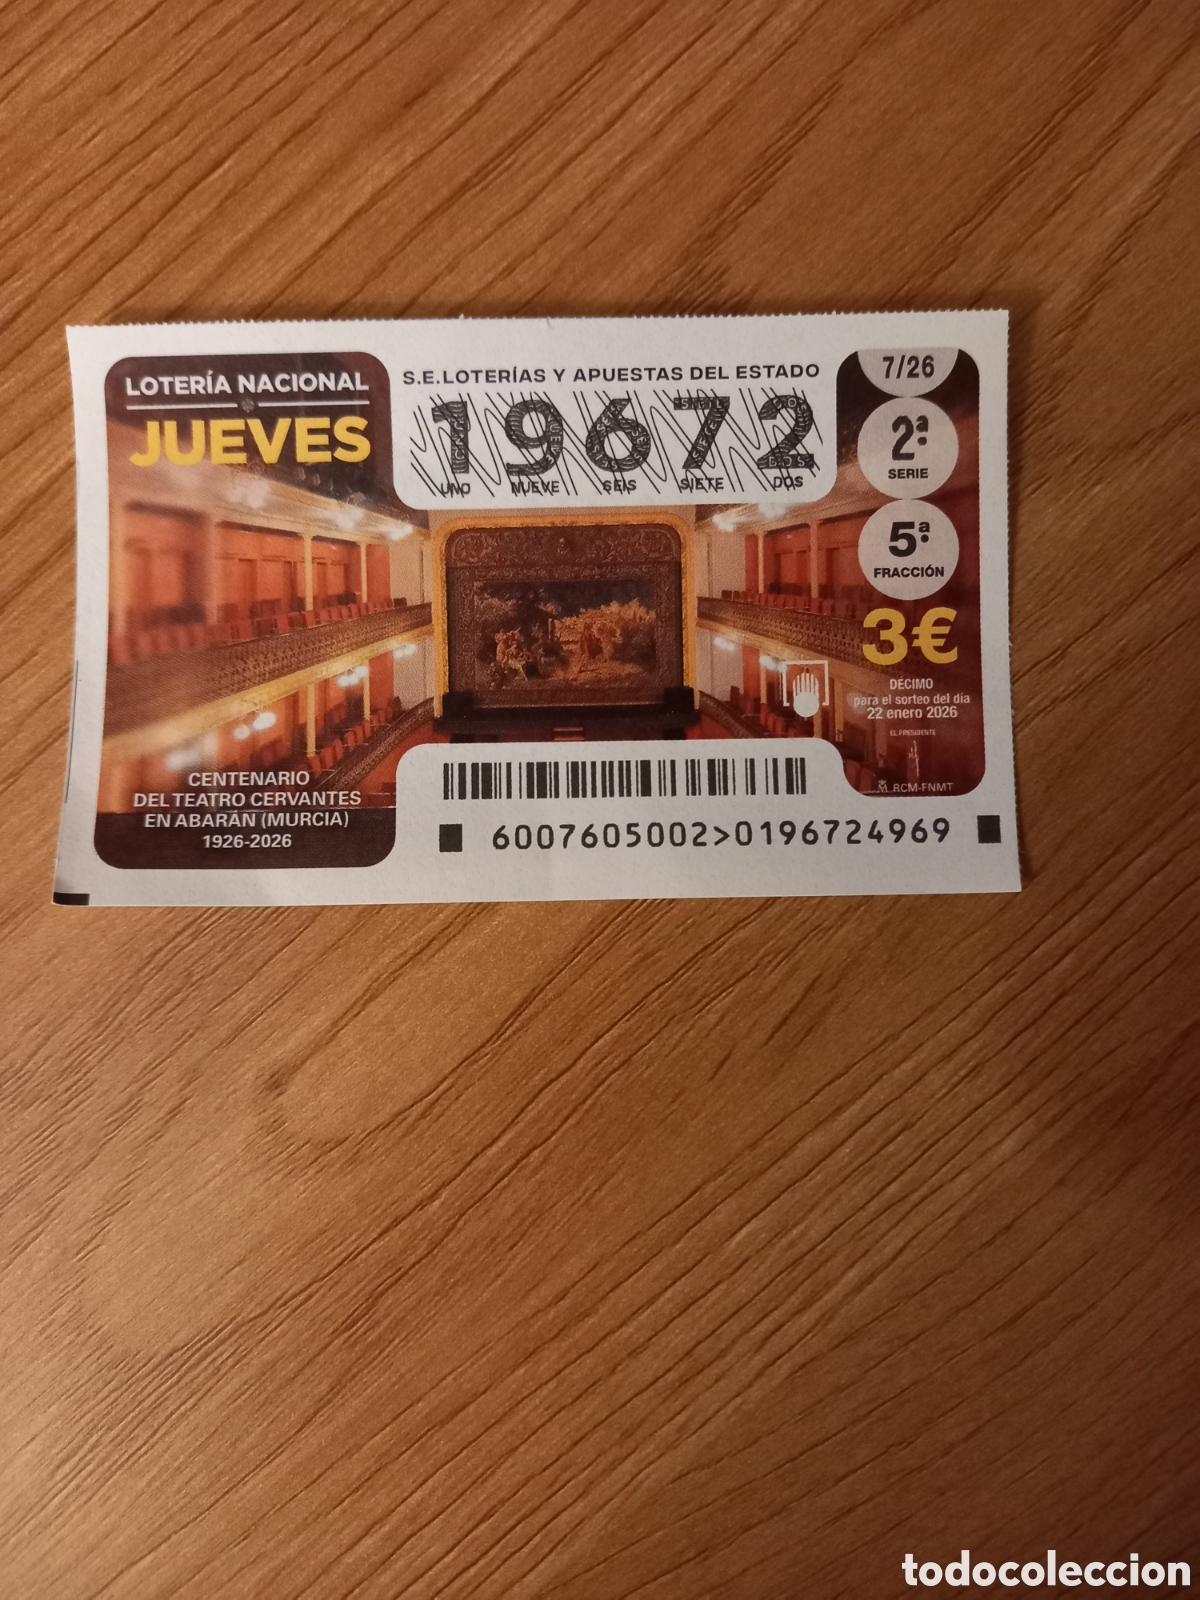 LOTERÍA NACIONAL
JUEVES
S.E.LOTERÍAS Y APUESTAS DEL ESTADO
19672
UNO NUEVE SEIS SIETE DOS
7/26
2ª
SERIE
5ª
FRACCIÓN
3€
DÉCIMO
para el sorteo del día
22 enero 2026
EL PRESIDENTE
RCM-FNMT
CENTENARIO
DEL TEATRO CERVANTES
EN ABARÁN (MURCIA)
1926-2026
6007605002>0196724969
todocoleccion